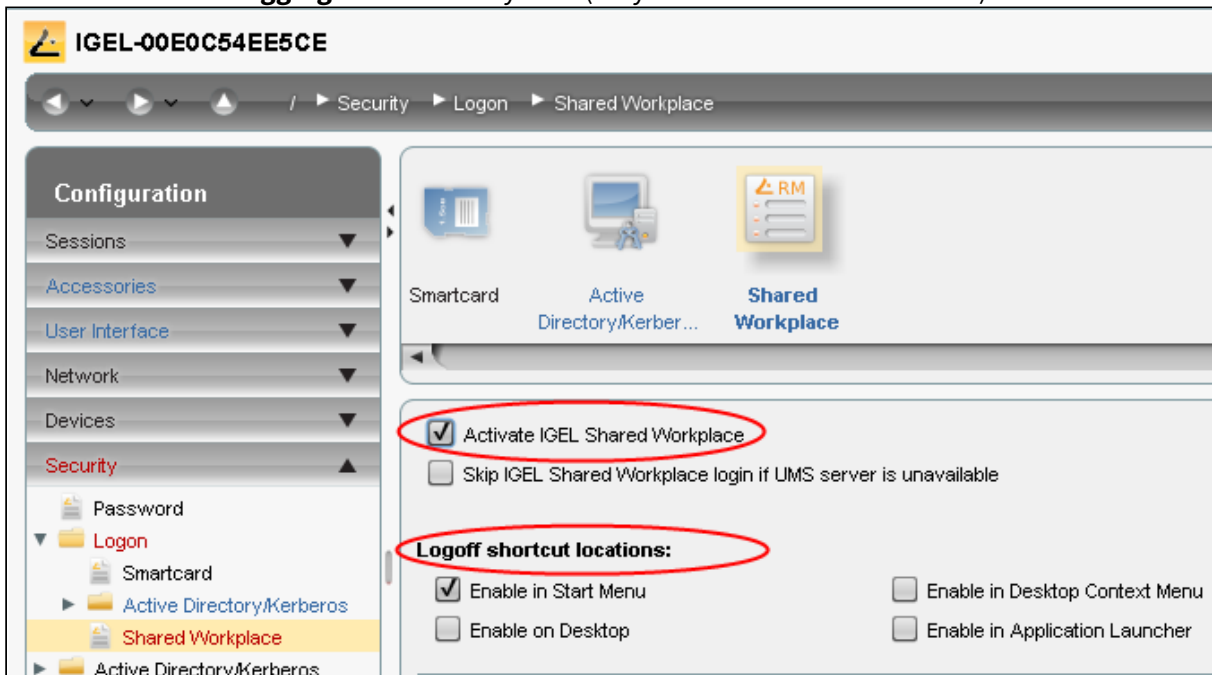 IGEL-00E0C54EE5CE
/ Security Logon Shared Workplace
Configuration
Sessions
Accessories
User Interface
Network
Devices
Security
Password
Logon
Smartcard
Active Directory/Kerberos
Shared Workplace
Active Directory/Kerberos
RM
Smartcard
Active
Directory/Kerber...
Shared
Workplace
Activate IGEL Shared Workplace
Skip IGEL Shared Workplace login if UMS server is unavailable
Logoff shortcut locations:
Enable in Start Menu
Enable in Desktop Context Menu
Enable on Desktop
Enable in Application Launcher